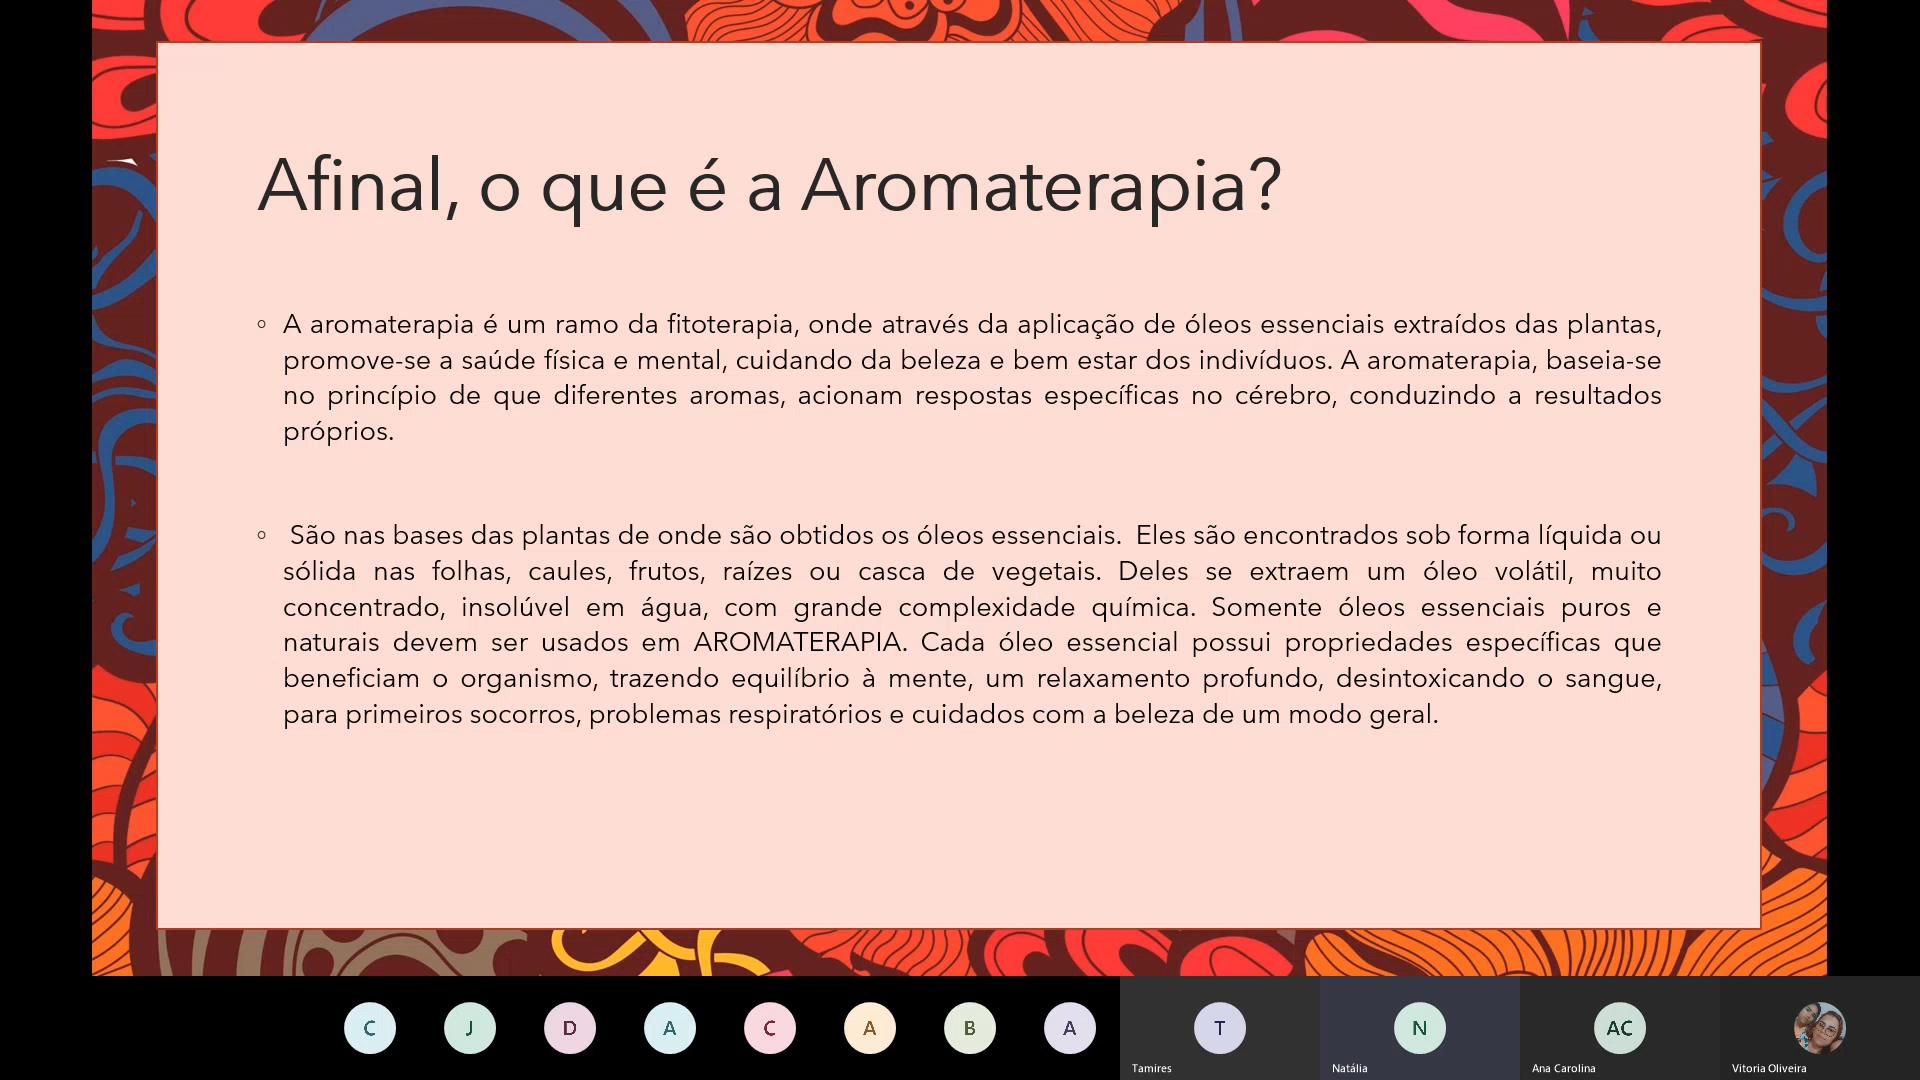 Afinal, o que é a Aromaterapia?
◦ A aromaterapia é um ramo da fitoterapia, onde através da aplicação de óleos essenciais extraídos das plantas,
promove-se a saúde física e mental, cuidando da beleza e bem estar dos indivíduos. A aromaterapia, baseia-se
no princípio de que diferentes aromas, acionam respostas específicas no cérebro, conduzindo a resultados
próprios.
◦ São nas bases das plantas de onde são obtidos os óleos essenciais. Eles são encontrados sob forma líquida ou
sólida nas folhas, caules, frutos, raízes ou casca de vegetais. Deles se extraem um óleo volátil, muito
concentrado, insolúvel em água, com grande complexidade química. Somente óleos essenciais puros e
naturais devem ser usados em AROMATERAPIA. Cada óleo essencial possui propriedades específicas que
beneficiam o organismo, trazendo equilíbrio à mente, um relaxamento profundo, desintoxicando o sangue,
para primeiros socorros, problemas respiratórios e cuidados com a beleza de um modo geral.
C J D A C A B A T N AC
Tamires Natália Ana Carolina Vitoria Oliveira